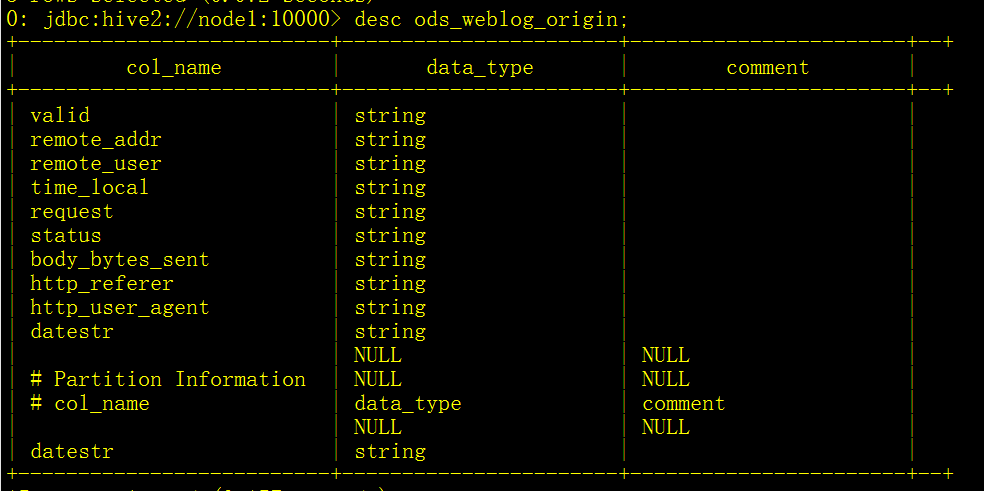 0: jdbc:hive2://node1:10000> desc ods_weblog_origin;
col_name data_type comment
valid string
remote_addr string
remote_user string
time_local string
request string
status string
body_bytes_sent string
http_referer string
http_user_agent string
datestr string
NULL NULL
# Partition Information NULL NULL
# col_name data_type comment
NULL NULL
datestr string